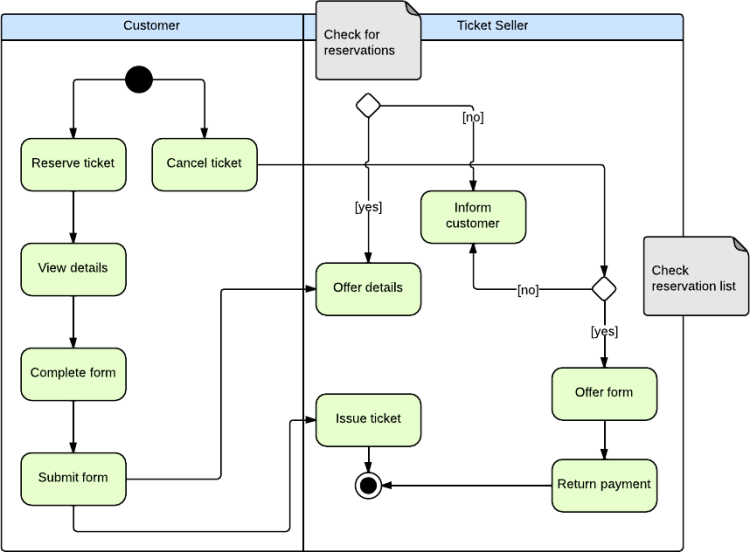 Customer
Ticket Seller
Check for
reservations
[no]
Reserve ticket
Cancel ticket
[yes]
Inform
customer
View details
Offer details
[no]
Check
reservation list
[yes]
Complete form
Offer form
Issue ticket
Submit form
Return payment